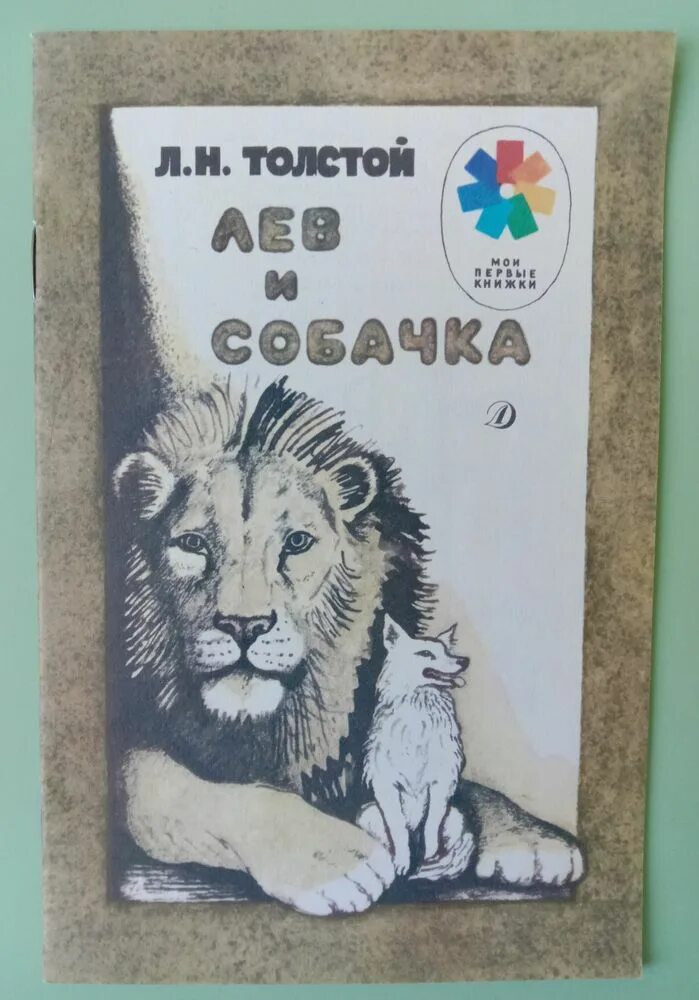 Л.Н. ТОЛСТОЙ
ЛЕВ
И
СОБАЧКА
МОИ
ПЕРВЫЕ
КНИЖКИ
Д